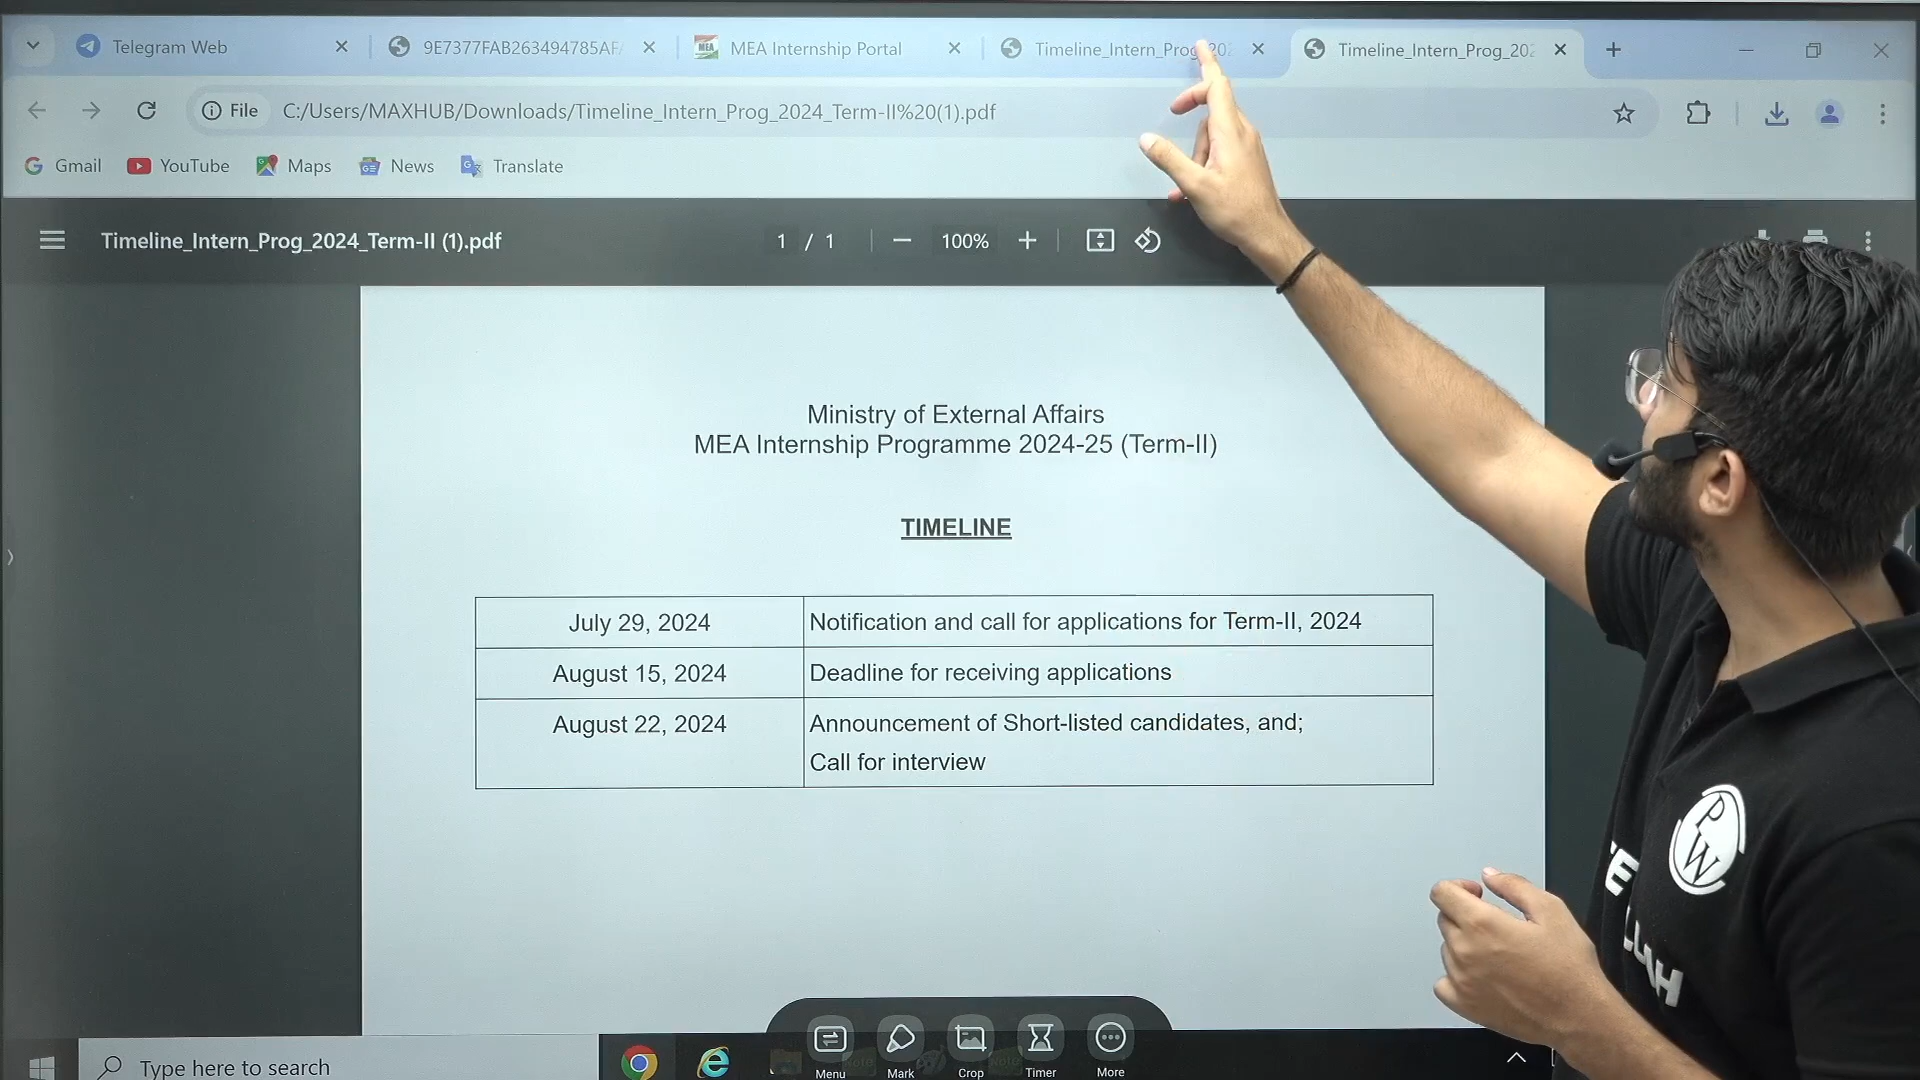 Telegram Web
9E7377FAB263494785AFA
MEA Internship Portal
Timeline_Intern_Prog_202
Timeline_Intern_Prog_202
File
C:/Users/MAXHUB/Downloads/Timeline_Intern_Prog_2024_Term-II%20(1).pdf
Gmail
YouTube
Maps
News
Translate
Timeline_Intern_Prog_2024_Term-II (1).pdf
1 / 1
100%
Ministry of External Affairs
MEA Internship Programme 2024-25 (Term-II)
TIMELINE
July 29, 2024 Notification and call for applications for Term-II, 2024
August 15, 2024 Deadline for receiving applications
August 22, 2024 Announcement of Short-listed candidates, and;
Call for interview
PW
Menu
Mark
Crop
Timer
More
Type here to search